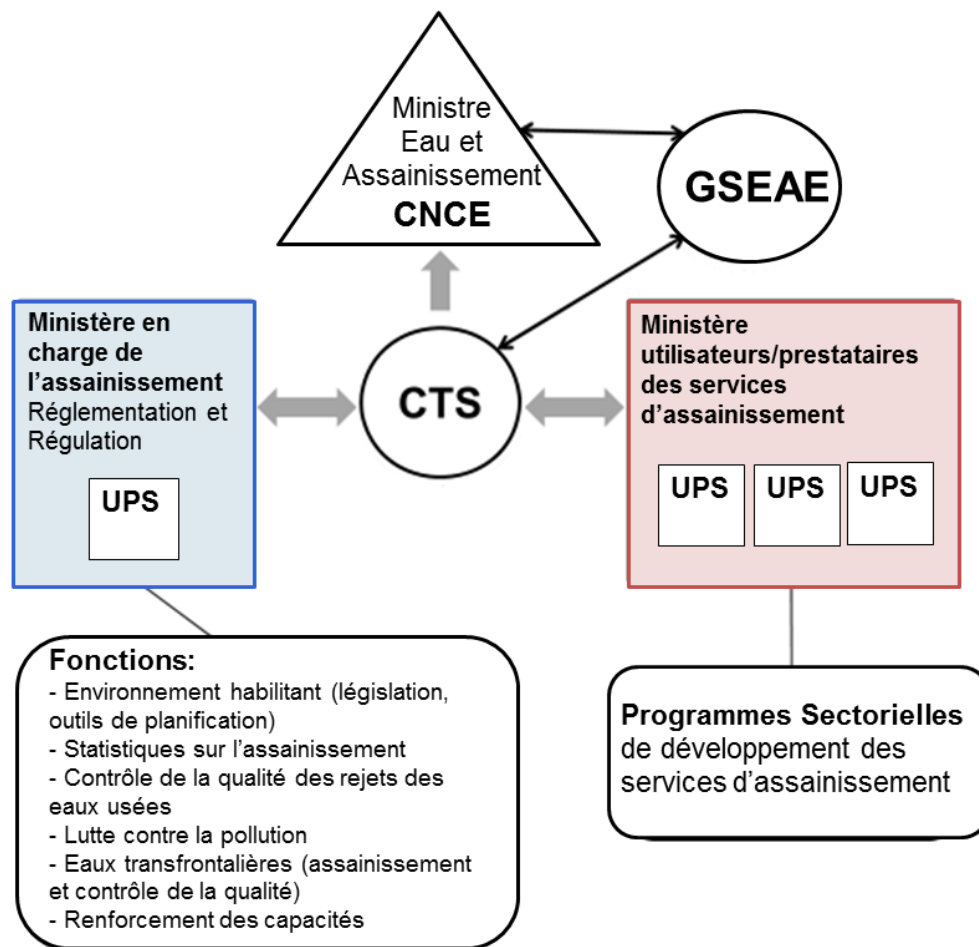 Ministre
Eau et
Assainissement
CNCE
GSEAE
Ministère en
charge de
l’assainissement
Réglementation et
Régulation
UPS
CTS
Ministère
utilisateurs/prestataires
des services
d’assainissement
UPS
UPS
UPS
Fonctions:
- Environnement habilitant (législation,
outils de planification)
- Statistiques sur l’assainissement
- Contrôle de la qualité des rejets des
eaux usées
- Lutte contre la pollution
- Eaux transfrontalières (assainissement
et contrôle de la qualité)
- Renforcement des capacités
Programmes Sectorielles
de développement des
services d’assainissement